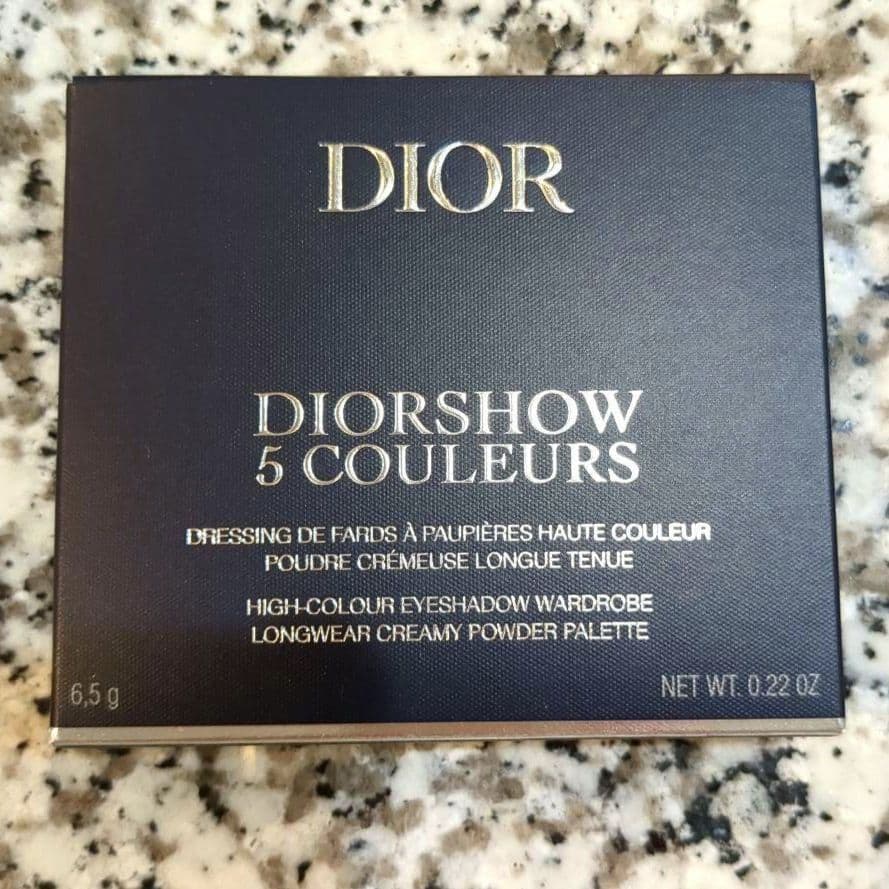 DIOR
DIORSHOW
5 COULEURS
DRESSING DE FARDS À PAUPIÈRES HAUTE COULEUR
POUDRE CRÉMEUSE LONGUE TENUE
HIGH-COLOUR EYESHADOW WARDROBE
LONGWEAR CREAMY POWDER PALETTE
6,5 g
NET WT. 0.22 OZ